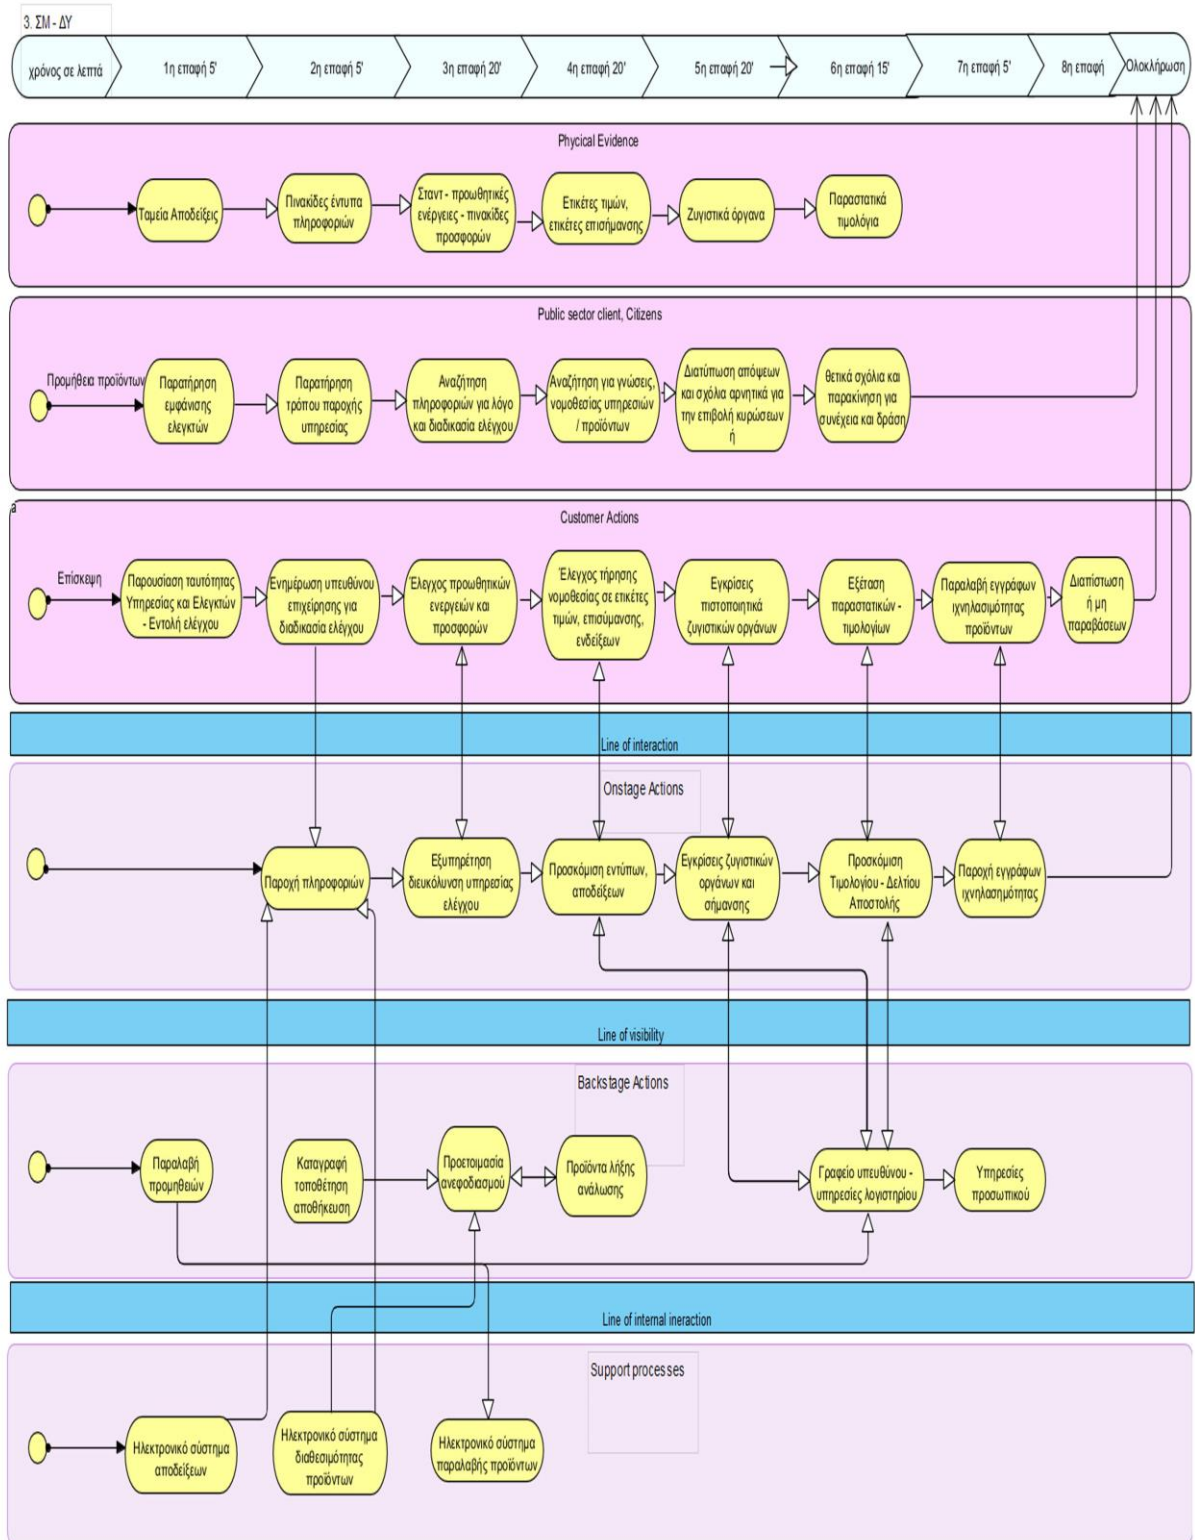 3. ΣΜ - ΔΥ
χρόνος σε λεπτά
1η επαφή 5'
2η επαφή 5'
3η επαφή 20'
4η επαφή 20'
5η επαφή 20'
6η επαφή 15'
7η επαφή 5'
8η επαφή
Ολοκλήρωση
Phycical Evidence
Ταμεία Αποδείξεις
Πινακίδες έντυπα
πληροφοριών
Σταντ - προωθητικές
ενέργειες - πινακίδες
προσφορών
Ετικέτες τιμών,
ετικέτες επισήμανσης
Ζυγιστικά όργανα
Παραστατικά
τιμολόγια
Public sector client, Citizens
Προμήθεια προϊόντων
Παρατήρηση
εμφάνισης
ελεγκτών
Παρατήρηση
τρόπου παροχής
υπηρεσίας
Αναζήτηση
πληροφοριών για λόγο
και διαδικασία ελέγχου
Αναζήτηση για γνώσεις,
νομοθεσίας υπηρεσιών
/ προϊόντων
Διατύπωση απόψεων
και σχόλια αρνητικά για
την επιβολή κυρώσεων
ή
θετικά σχόλια και
παρακίνηση για
συνέχεια και δράση
a
Customer Actions
Επίσκεψη
Παρουσίαση ταυτότητας
Υπηρεσίας και Ελεγκτών
- Εντολή ελέγχου
Ενημέρωση υπευθύνου
επιχείρησης για
διαδικασία ελέγχου
Έλεγχος προωθητικών
ενεργειών και
προσφορών
Έλεγχος τήρησης
νομοθεσίας σε ετικέτες
τιμών, επισύμανσης,
ενδείξεων
Εγκρίσεις
πιστοποιητικά
ζυγιστικών οργάνων
Εξέταση
παραστατικών -
τιμολογίων
Παραλαβή εγγράφων
ιχνηλασιμότητας
προϊόντων
Διαπίστωση
ή μη
παραβάσεων
Line of interaction
Onstage Actions
Παροχή πληροφοριών
Εξυπηρέτηση
διευκόλυνση υπηρεσίας
ελέγχου
Προσκόμιση εντύπων,
αποδείξεων
Εγκρίσεις ζυγιστικών
οργάνων και
σήμανσης
Προσκόμιση
Τιμολογίου - Δελτίου
Αποστολής
Παροχή εγγράφων
ιχνηλασημότητας
Line of visibility
Backstage Actions
Παραλαβή
προμηθειών
Καταγραφή
τοποθέτηση
αποθήκευση
Προετοιμασία
ανεφοδιασμού
Προϊόντα λήξης
ανάλωσης
Γραφείο υπευθύνου -
υπηρεσίες λογιστηρίου
Υπηρεσίες
προσωπικού
Line of internal ineraction
Support processes
Ηλεκτρονικό σύστημα
αποδείξεων
Ηλεκτρονικό σύστημα
διαθεσιμότητας
προϊόντων
Ηλεκτρονικό σύστημα
παραλαβής προϊόντων